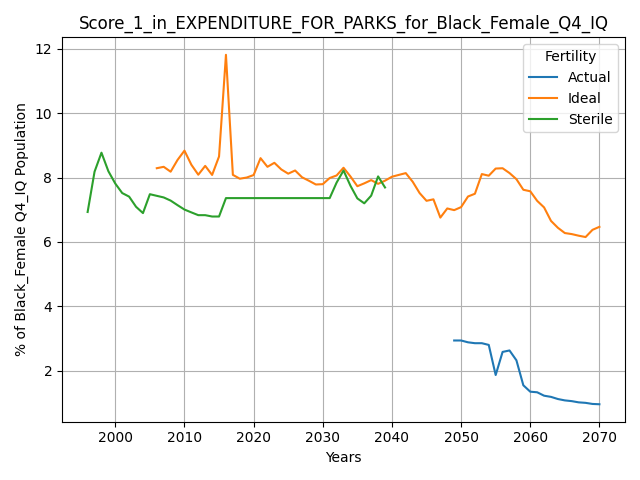 Score_1_in_EXPENDITURE_FOR_PARKS_for_Black_Female_Q4_IQ
% of Black_Female Q4_IQ Population
12
10
8
6
4
2
Fertility
Actual
Ideal
Sterile
2000 2010 2020 2030 2040 2050 2060 2070
Years